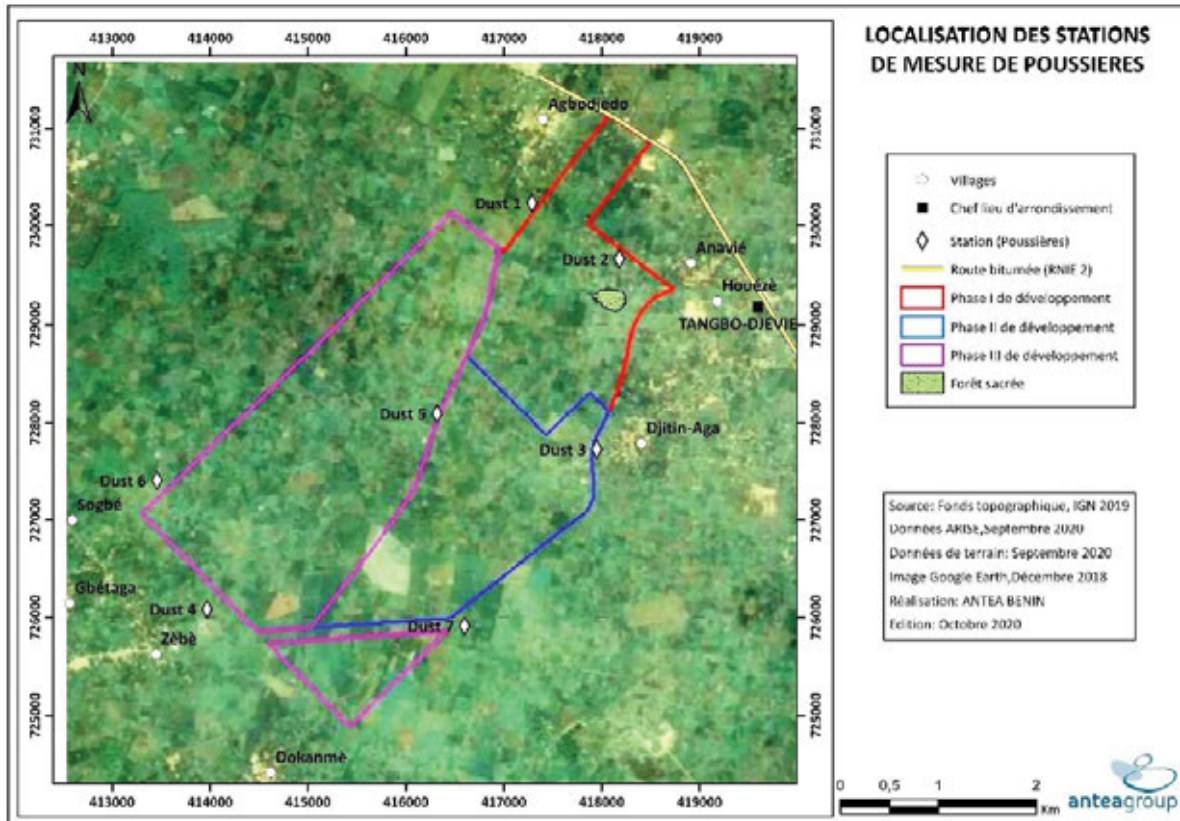 LOCALISATION DES STATIONS
DE MESURE DE POUSSIERES
413000 414000 415000 416000 417000 418000 419000
N
731000 731000
730000 730000
729000 729000
728000 728000
727000 727000
726000 726000
725000 725000
Agbodjedo
Dust 1
Dust 2
Anavié
Houézè
TANGBO-DJEVIE
Dust 5
Dust 3
Djitin-Aga
Dust 6
Sogbé
Gbétaga
Dust 4
Zèbè
Dust 7
Dokanmè
413000 414000 415000 416000 417000 418000 419000
Villages
Chef lieu d'arrondissement
Station (Poussières)
Route bitumée (RNIE 2)
Phase I de développement
Phase II de développement
Phase III de développement
Forêt sacrée
Source: Fonds topographique, IGN 2019
Données ARISE,Septembre 2020
Données de terrain: Septembre 2020
Image Google Earth,Décembre 2018
Réalisation: ANTEA BENIN
Edition: Octobre 2020
0 0,5 1 2
Km
anteagroup